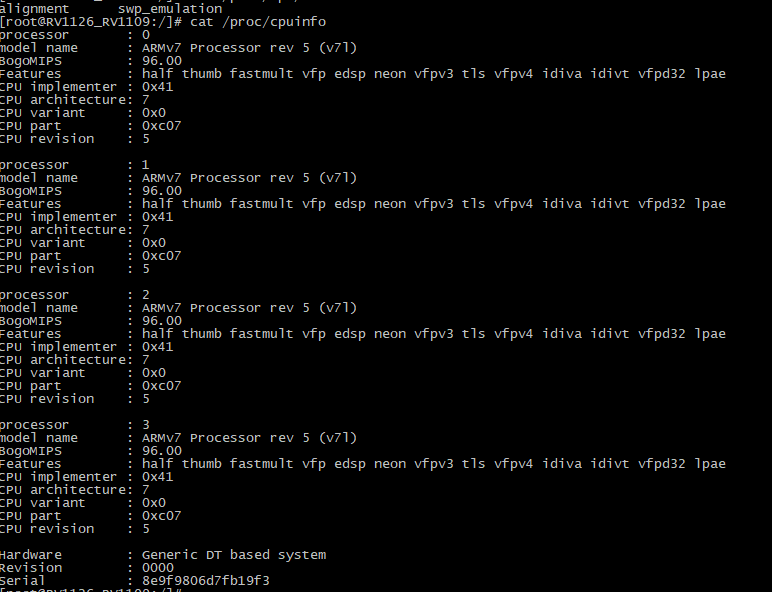 alignment      swp_emulation
[root@RV1126_RV1109:/]# cat /proc/cpuinfo
processor       : 0
model name      : ARMv7 Processor rev 5 (v7l)
BogoMIPS        : 96.00
Features        : half thumb fastmult vfp edsp neon vfpv3 tls vfpv4 idiva idivt vfpd32 lpae
CPU implementer : 0x41
CPU architecture: 7
CPU variant     : 0x0
CPU part        : 0xc07
CPU revision    : 5

processor       : 1
model name      : ARMv7 Processor rev 5 (v7l)
BogoMIPS        : 96.00
Features        : half thumb fastmult vfp edsp neon vfpv3 tls vfpv4 idiva idivt vfpd32 lpae
CPU implementer : 0x41
CPU architecture: 7
CPU variant     : 0x0
CPU part        : 0xc07
CPU revision    : 5

processor       : 2
model name      : ARMv7 Processor rev 5 (v7l)
BogoMIPS        : 96.00
Features        : half thumb fastmult vfp edsp neon vfpv3 tls vfpv4 idiva idivt vfpd32 lpae
CPU implementer : 0x41
CPU architecture: 7
CPU variant     : 0x0
CPU part        : 0xc07
CPU revision    : 5

processor       : 3
model name      : ARMv7 Processor rev 5 (v7l)
BogoMIPS        : 96.00
Features        : half thumb fastmult vfp edsp neon vfpv3 tls vfpv4 idiva idivt vfpd32 lpae
CPU implementer : 0x41
CPU architecture: 7
CPU variant     : 0x0
CPU part        : 0xc07
CPU revision    : 5

Hardware        : Generic DT based system
Revision        : 0000
Serial          : 8e9f9806d7fb19f3